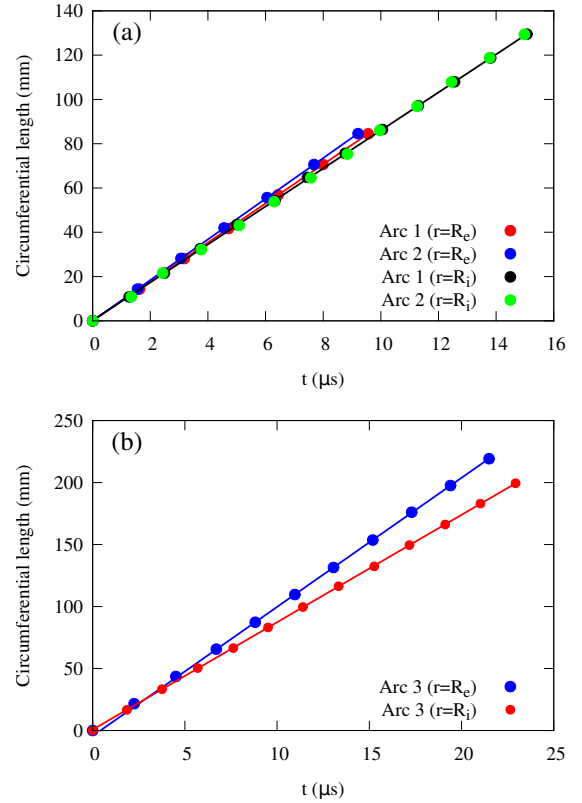 (a)
Circumferential length (mm)
140
120
100
80
60
40
20
0
Arc 1 (r=Re)
Arc 2 (r=Re)
Arc 1 (r=Ri)
Arc 2 (r=Ri)
0 2 4 6 8 10 12 14 16
t (μs)
(b)
Circumferential length (mm)
250
200
150
100
50
0
Arc 3 (r=Re)
Arc 3 (r=Ri)
0 5 10 15 20 25
t (μs)